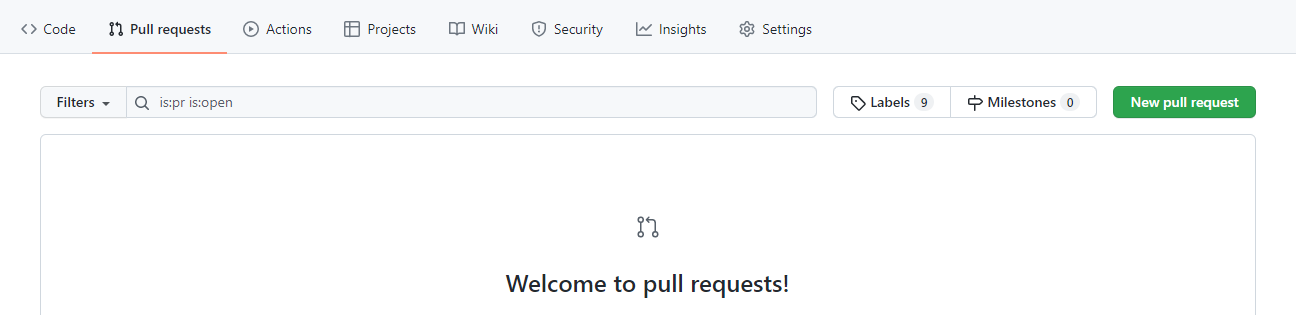 Code Pull requests Actions Projects Wiki Security Insights Settings
Filters is:pr is:open Labels 9 Milestones 0 New pull request
Welcome to pull requests!